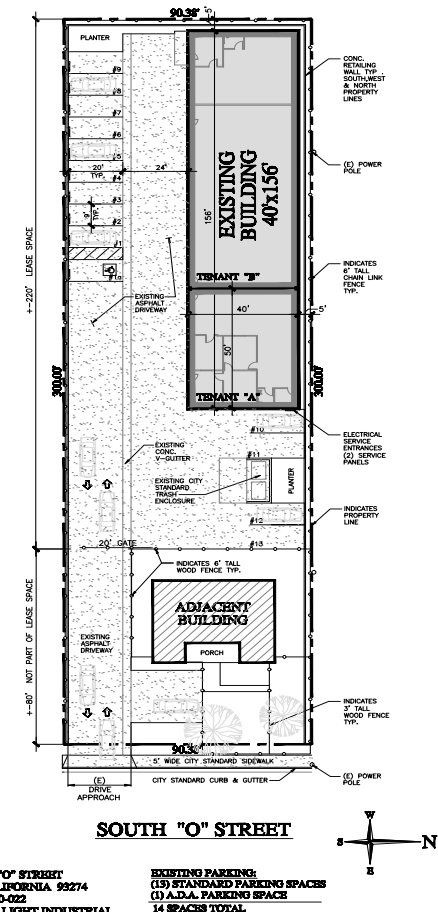 90.38'
5'
PLANTER
CONC.
RETAILING
WALL TYP.
SOUTH,WEST
& NORTH
PROPERTY
LINES
#9
#8
#7
#6
#5
20'
TYP.
24'
#4
#3
9'
TYP.
#2
#1
(E) POWER
POLE
EXISTING
BUILDING
40'x156'
156'
+-220' LEASE SPACE
TENANT "B"
INDICATES
6' TALL
CHAIN LINK
FENCE
TYP.
EXISTING
ASPHALT
DRIVEWAY
40'
5'
50'
300.00'
300.00'
TENANT "A"
#10
ELECTRICAL
SERVICE
ENTRANCES
(2) SERVICE
PANELS
EXISTING
CONC.
V-GUTTER
#11
EXISTING CITY
STANDARD
TRASH
ENCLOSURE
PLANTER
#12
INDICATES
PROPERTY
LINE
20' GATE
#13
INDICATES 6' TALL
WOOD FENCE TYP.
+-80' NOT PART OF LEASE SPACE
ADJACENT
BUILDING
EXISTING
ASPHALT
DRIVEWAY
PORCH
INDICATES
3' TALL
WOOD FENCE
TYP.
90.38'
5' WIDE CITY STANDARD SIDEWALK
CITY STANDARD CURB & GUTTER
(E)
DRIVE
APPROACH
(E) POWER
POLE
SOUTH "O" STREET
W
S
N
E
"O" STREET
LIFORNIA 93274
0-022
LIGHT INDUSTRIAL
EXISTING PARKING:
(13) STANDARD PARKING SPACES
(1) A.D.A. PARKING SPACE
14 SPACES TOTAL